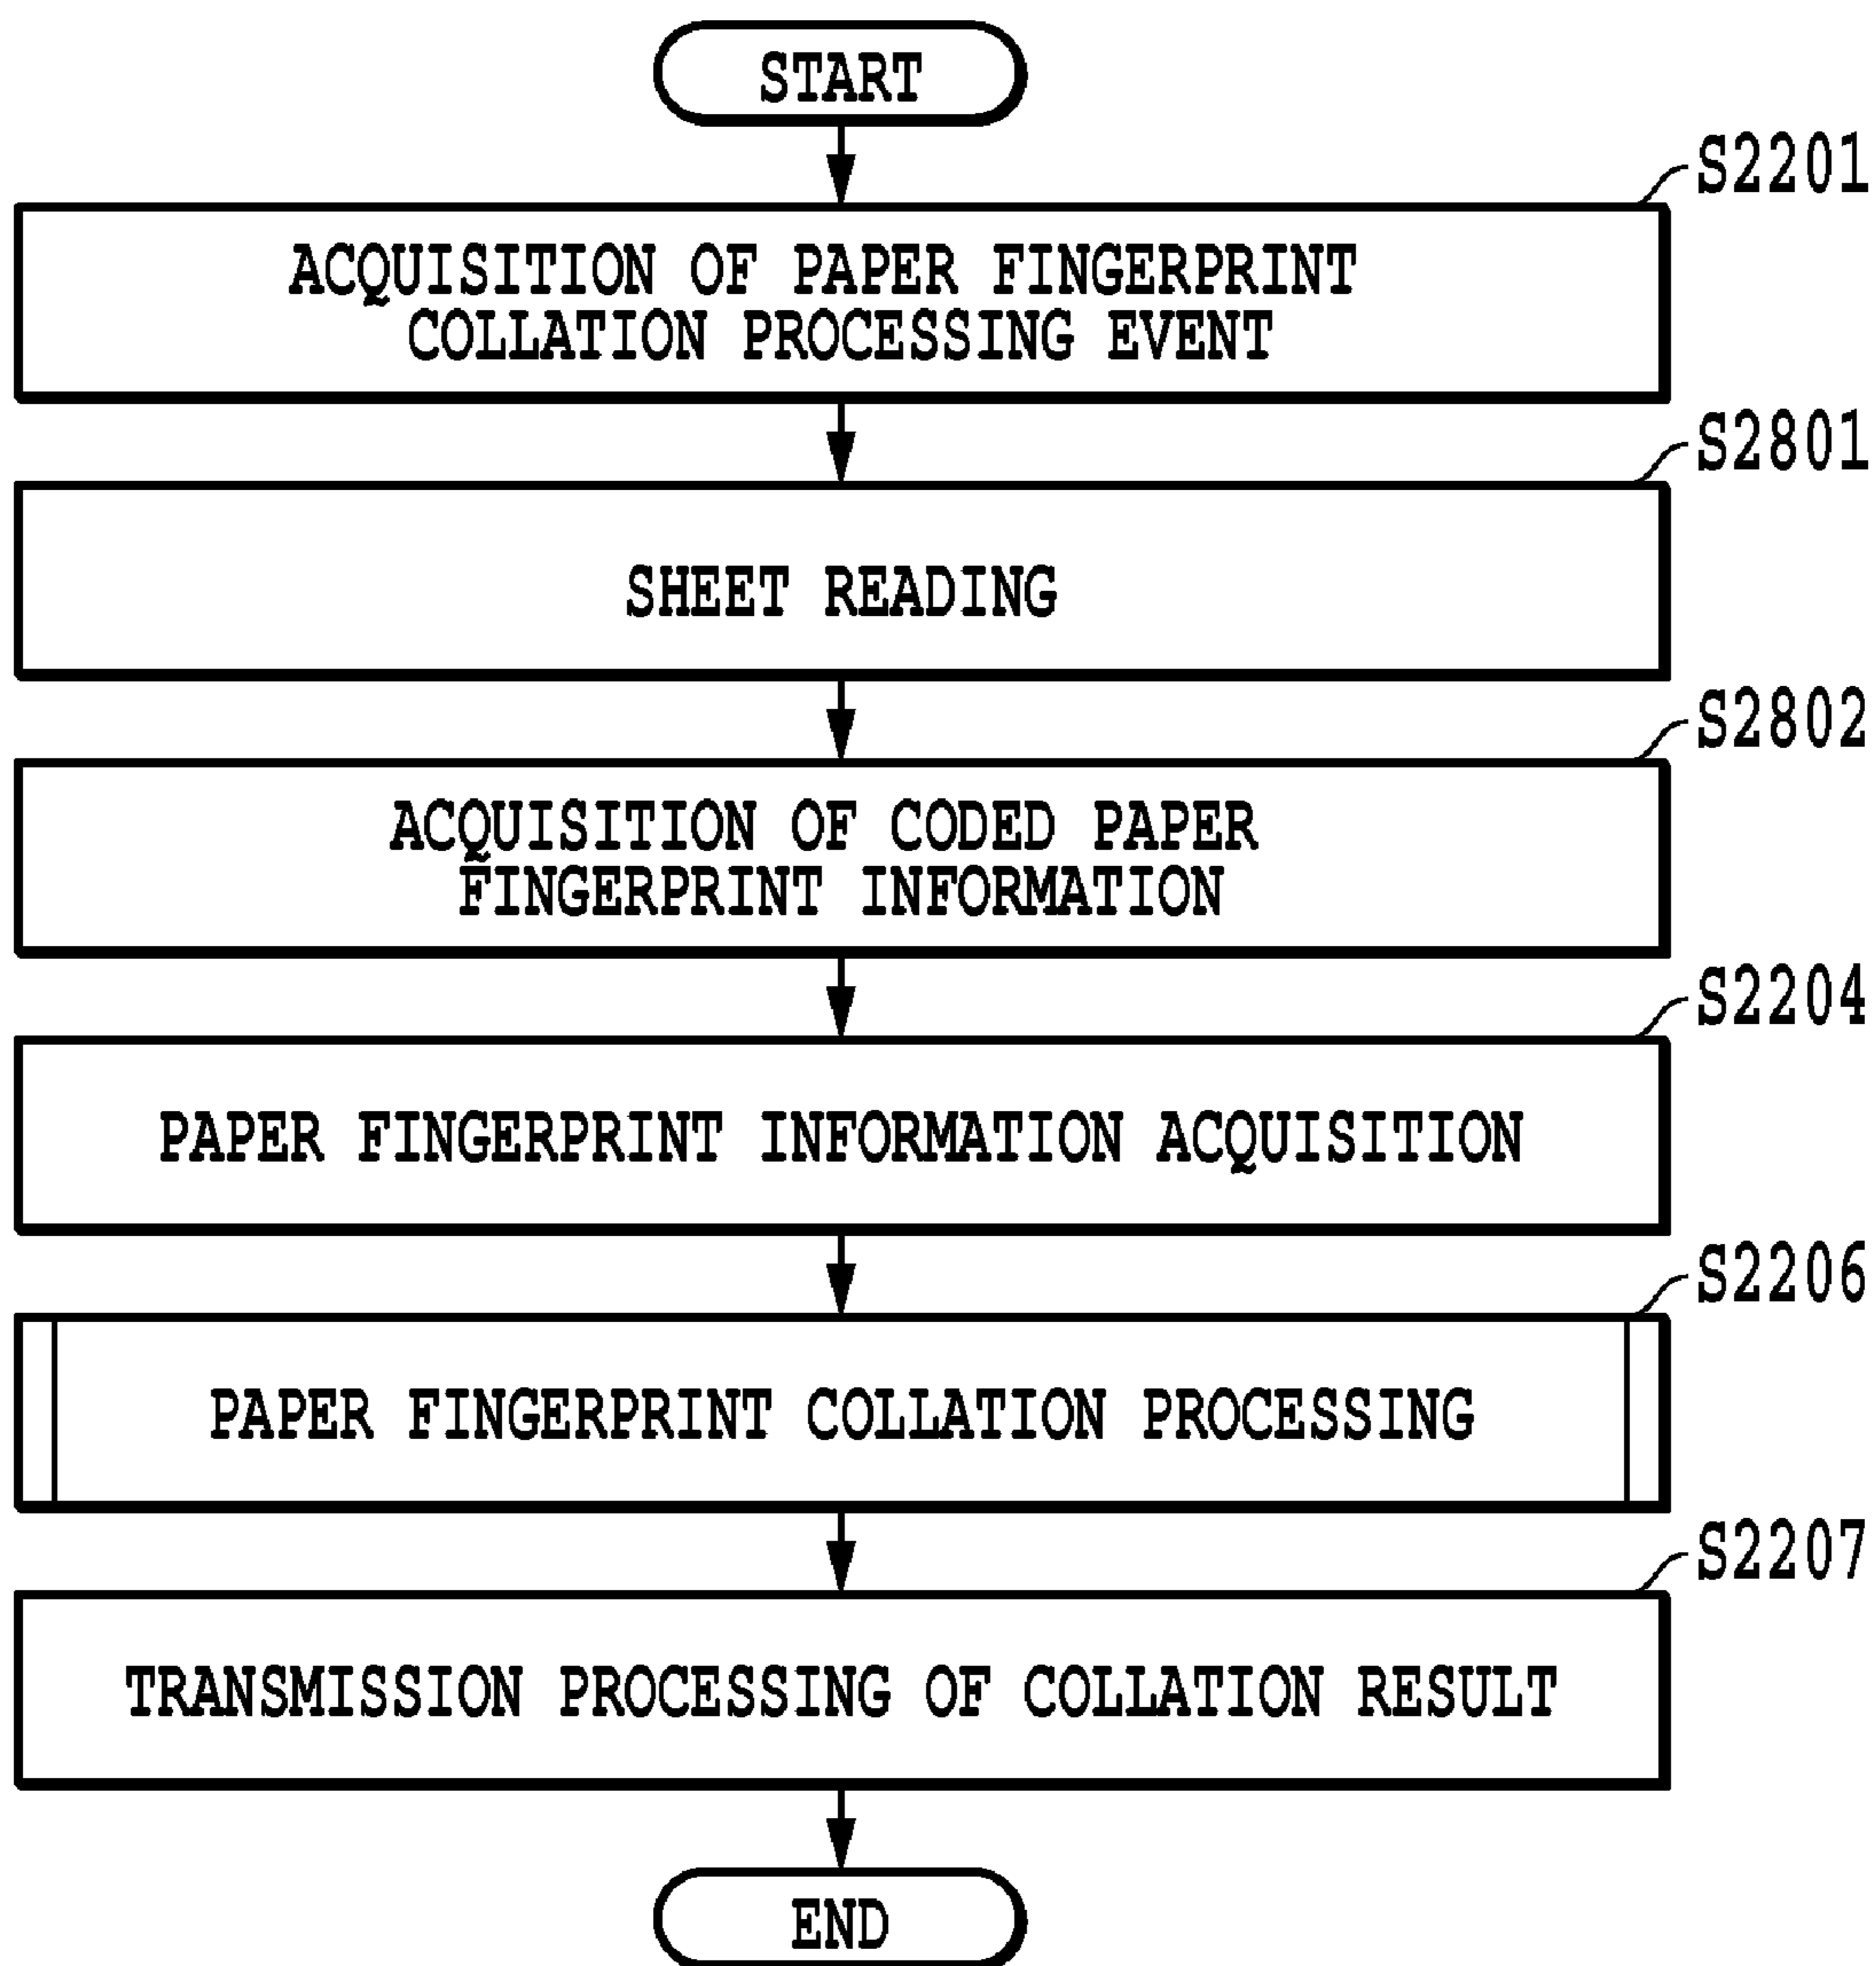 START
S2201
ACQUISITION OF PAPER FINGERPRINT
COLLATION PROCESSING EVENT
S2801
SHEET READING
S2802
ACQUISITION OF CODED PAPER
FINGERPRINT INFORMATION
S2204
PAPER FINGERPRINT INFORMATION ACQUISITION
S2206
PAPER FINGERPRINT COLLATION PROCESSING
S2207
TRANSMISSION PROCESSING OF COLLATION RESULT
END